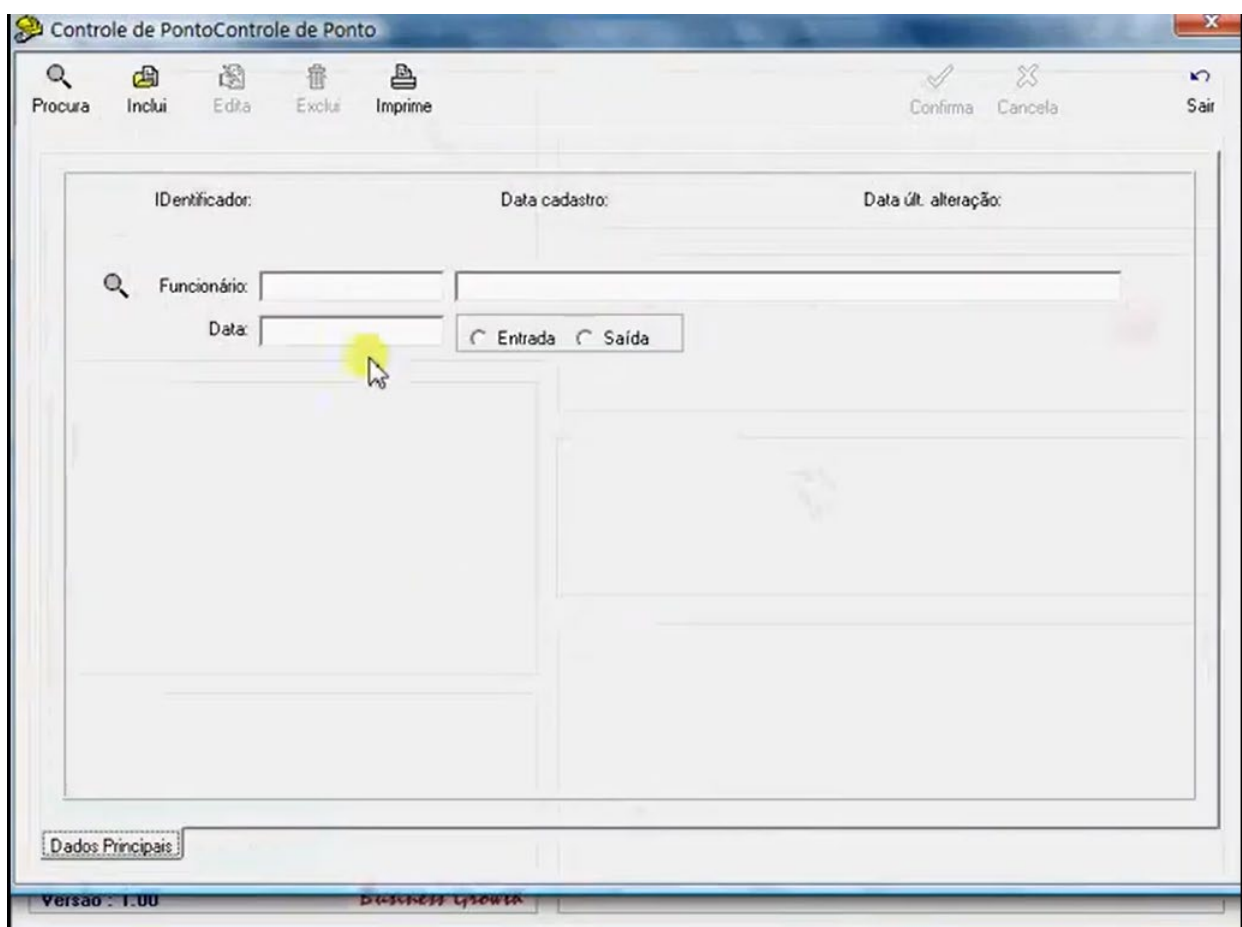 Controle de PontoControle de Ponto
Procura Inclui Edita Exclui Imprime Confirma Cancela Sair
IDentificador: Data cadastro: Data últ. alteração:
Funcionário:
Data: Entrada Saída
Dados Principais
Versão : 1.00 Business Growth